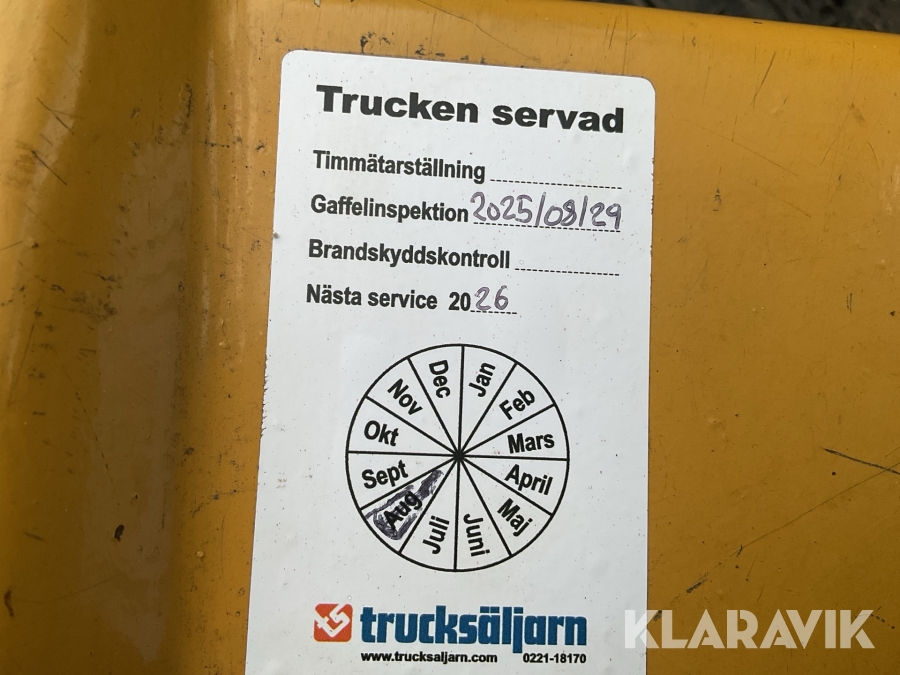 Trucken servad
Timmätarställning
Gaffelinspektion 2025/08/29
Brandskyddskontroll
Nästa service 2026
Dec Jan
Nov Feb
Okt Mars
Sept April
Aug Maj
Juli Juni
ts trucksäljarn
www.trucksaljarn.com 0221-18170
KLARAVIK